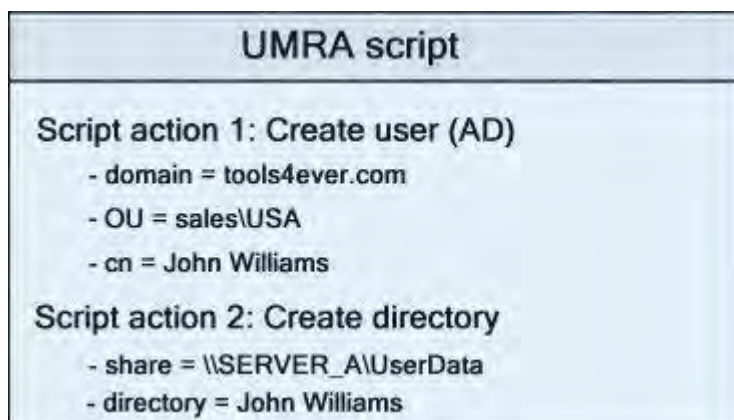 UMRA script
Script action 1: Create user (AD)
- domain = tools4ever.com
- OU = sales\USA
- cn = John Williams
Script action 2: Create directory
- share = \\SERVER_A\UserData
- directory = John Williams